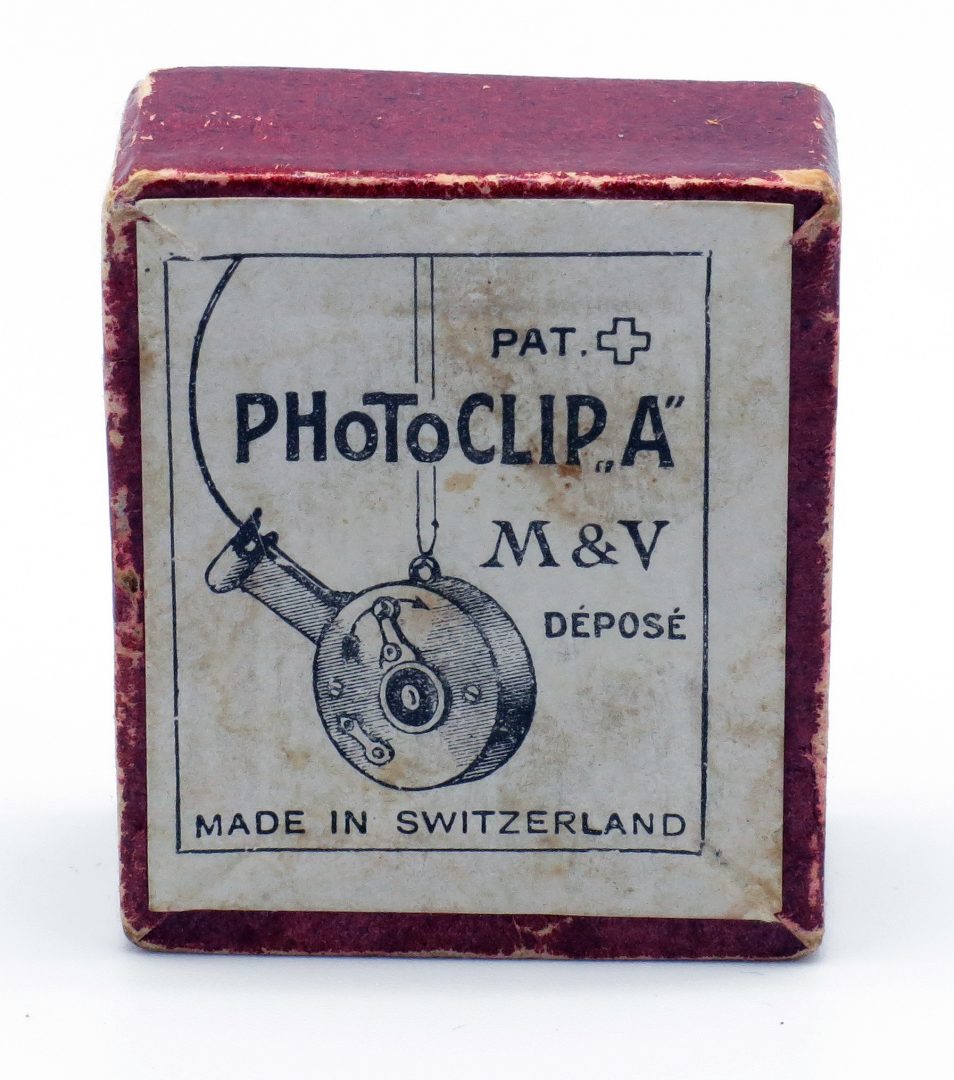 PAT.
PHoToCLIP „A”
M & V
DÉPOSÉ
MADE IN SWITZERLAND